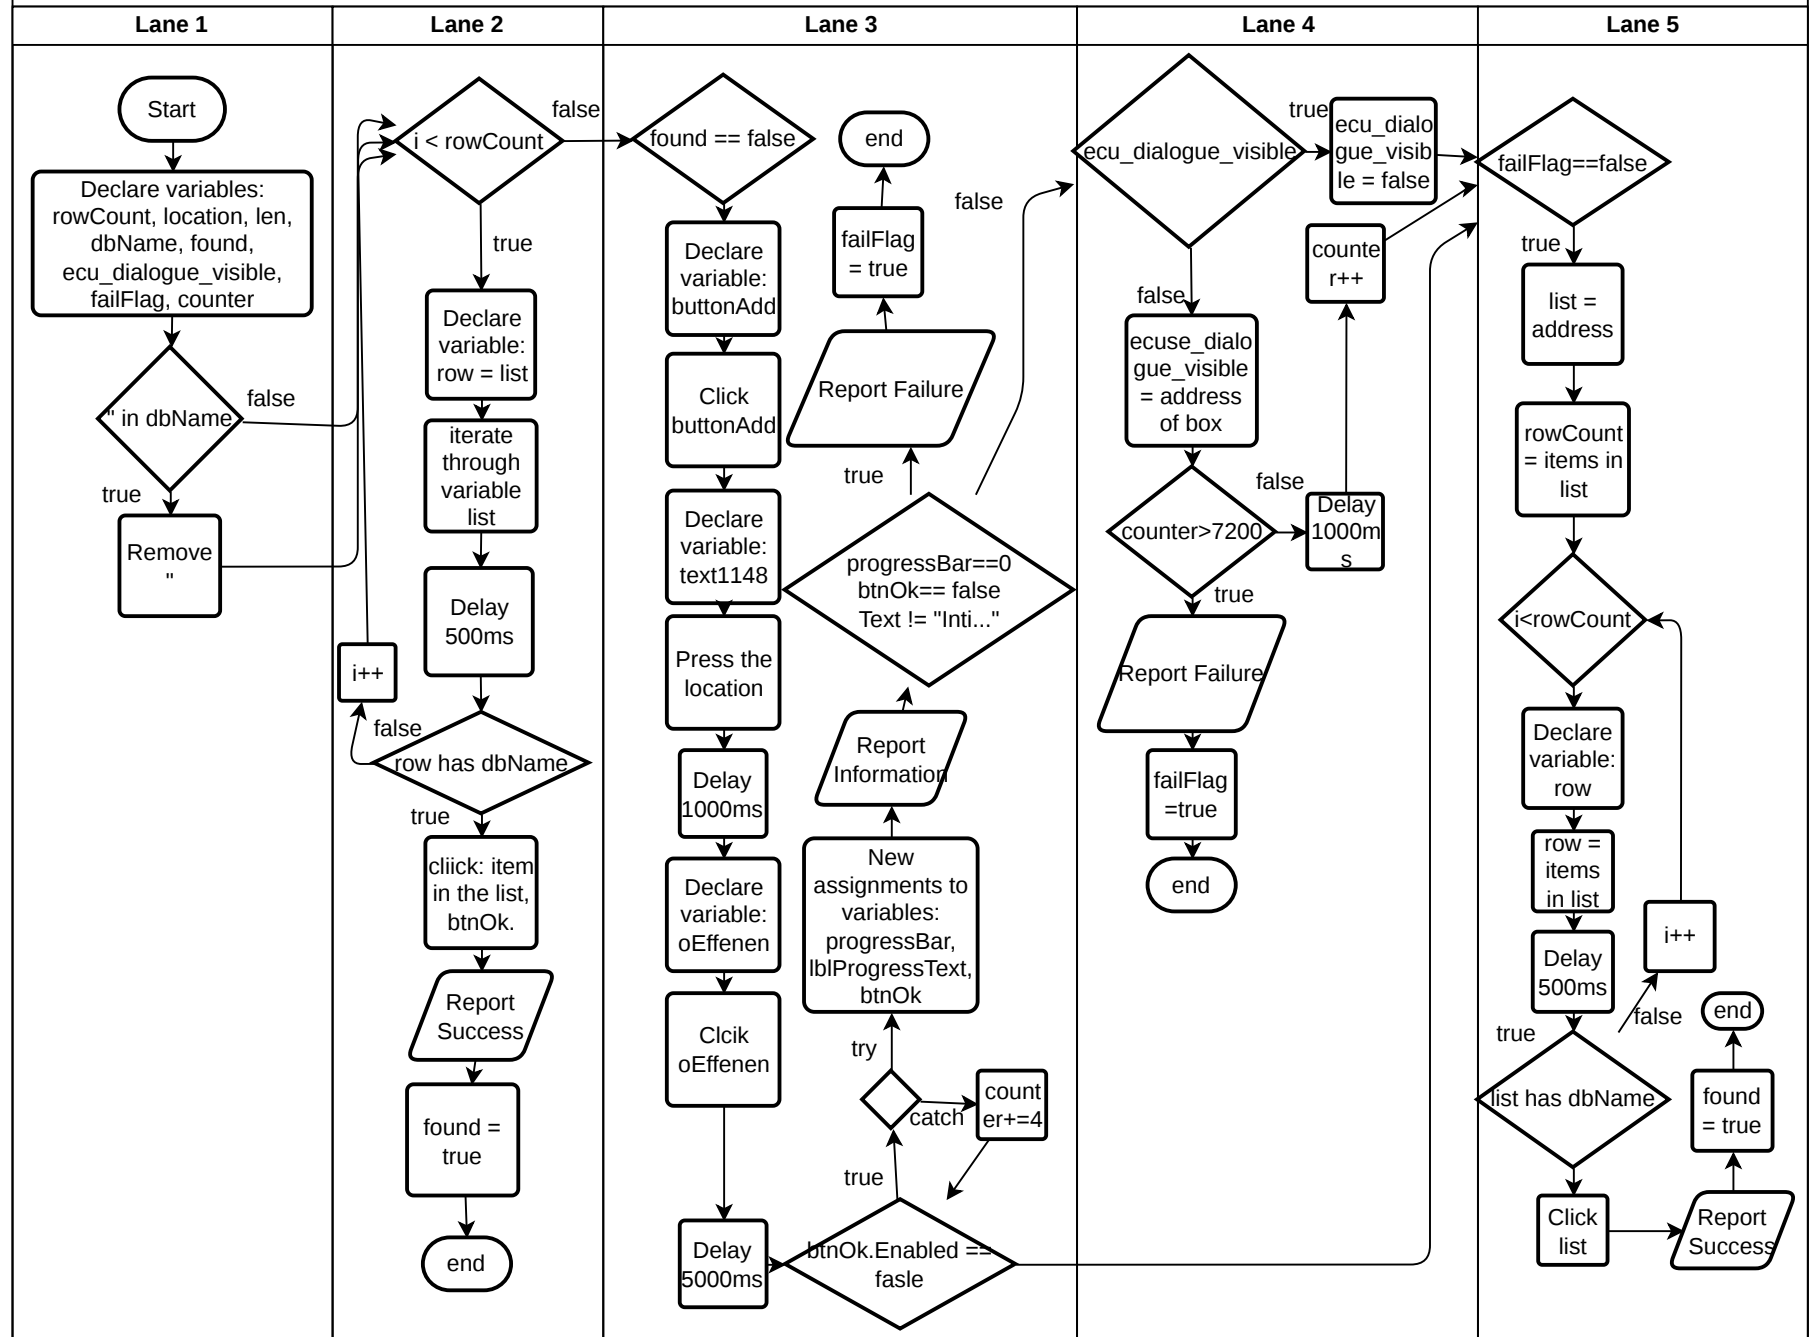 Lane 1
Lane 2
Lane 3
Lane 4
Lane 5
Start
Declare variables:
rowCount, location, len,
dbName, found,
ecu_dialogue_visible,
failFlag, counter
" in dbName
false
true
Remove
"
i < rowCount
false
true
Declare
variable:
row = list
iterate
through
variable
list
Delay
500ms
i++
false
row has dbName
true
cliick: item
in the list,
btnOk.
Report
Success
found =
true
end
found == false
Declare
variable:
buttonAdd
Click
buttonAdd
Declare
variable:
text1148
Press the
location
Delay
1000ms
Declare
variable:
oEffenen
Clcik
oEffenen
Delay
5000ms
btnOk.Enabled ==
fasle
true
catch
count
er+=4
try
New
assignments to
variables:
progressBar,
lblProgressText,
btnOk
Report
Information
progressBar==0
btnOk== false
Text != "Inti..."
true
false
Report Failure
failFlag
= true
end
ecu_dialogue_visible
true
ecu_dialo
gue_visib
le = false
false
ecuse_dialo
gue_visible
= address
of box
counter>7200
false
Delay
1000m
s
counte
r++
true
Report Failure
failFlag
=true
end
failFlag==false
true
list =
address
rowCount
= items in
list
i<rowCount
Declare
variable:
row
row =
items
in list
Delay
500ms
i++
false
true
list has dbName
Click
list
Report
Success
found
= true
end